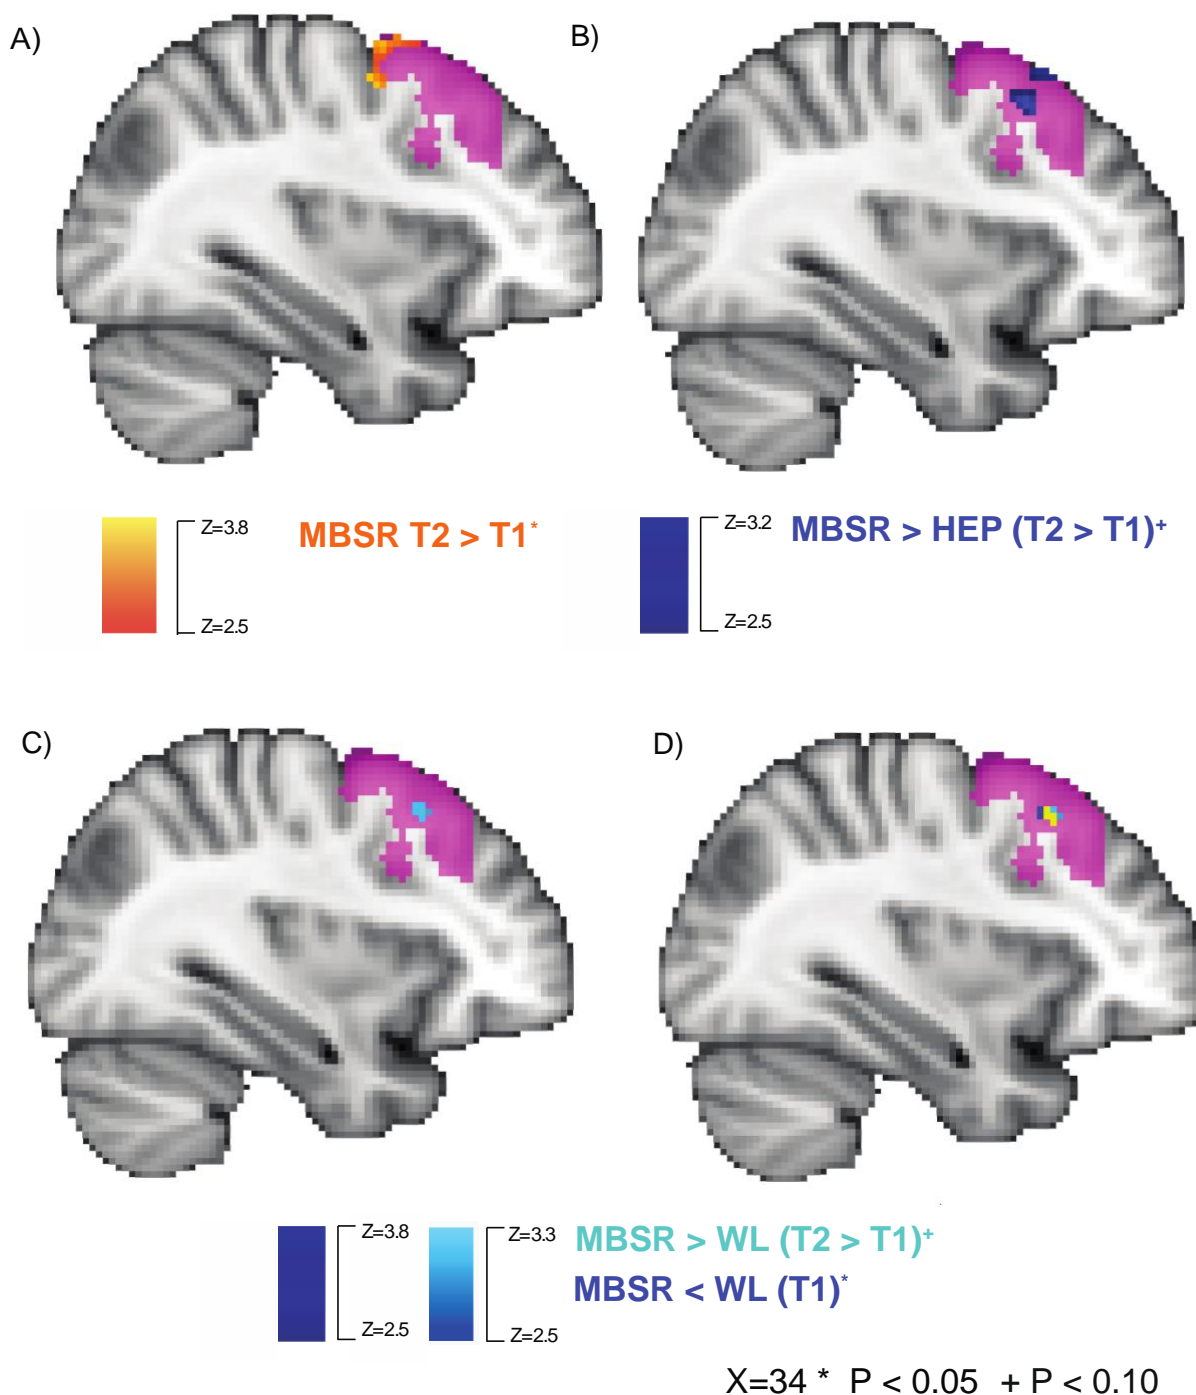 A)
B)
Z=3.8
Z=2.5
MBSR T2 > T1*
Z=3.2
Z=2.5
MBSR > HEP (T2 > T1)+
C)
D)
Z=3.8
Z=2.5
Z=3.3
Z=2.5
MBSR > WL (T2 > T1)+
MBSR < WL (T1)*
X=34 * P < 0.05 + P < 0.10